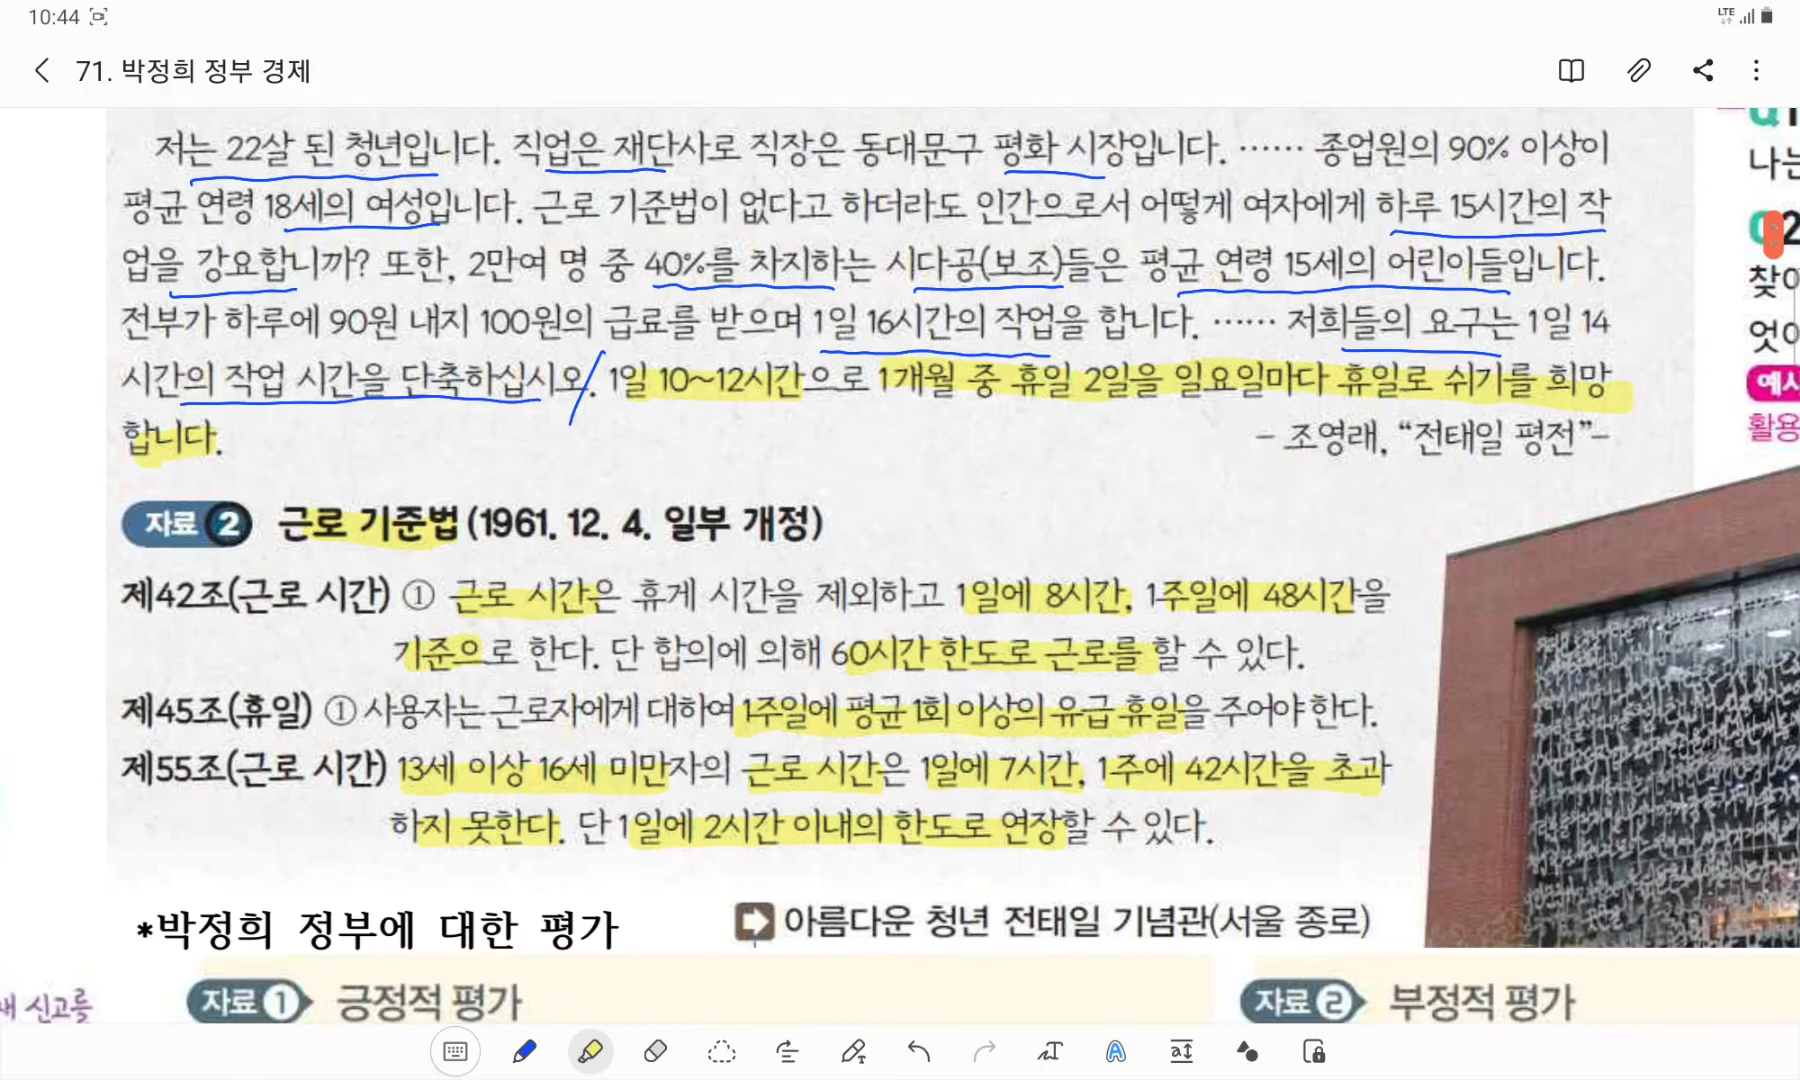 10:44
LTE
71. 박정희 정부 경제
저는 22살 된 청년입니다. 직업은 재단사로 직장은 동대문구 평화 시장입니다. …… 종업원의 90% 이상이
평균 연령 18세의 여성입니다. 근로 기준법이 없다고 하더라도 인간으로서 어떻게 여자에게 하루 15시간의 작
업을 강요합니까? 또한, 2만여 명 중 40%를 차지하는 시다공(보조)들은 평균 연령 15세의 어린이들입니다.
전부가 하루에 90원 내지 100원의 급료를 받으며 1일 16시간의 작업을 합니다. …… 저희들의 요구는 1일 14
시간의 작업 시간을 단축하십시오. 1일 10~12시간으로 1개월 중 휴일 2일을 일요일마다 휴일로 쉬기를 희망
합니다.
- 조영래, “전태일 평전”-
자료 2 근로 기준법(1961. 12. 4. 일부 개정)
제42조(근로 시간) ① 근로 시간은 휴게 시간을 제외하고 1일에 8시간, 1주일에 48시간을
기준으로 한다. 단 합의에 의해 60시간 한도로 근로를 할 수 있다.
제45조(휴일) ① 사용자는 근로자에게 대하여 1주일에 평균 1회 이상의 유급 휴일을 주어야 한다.
제55조(근로 시간) 13세 이상 16세 미만자의 근로 시간은 1일에 7시간, 1주에 42시간을 초과
하지 못한다. 단 1일에 2시간 이내의 한도로 연장할 수 있다.
*박정희 정부에 대한 평가
아름다운 청년 전태일 기념관(서울 종로)
자료 1 긍정적 평가
자료 2 부정적 평가
신고를
나는
2
찾
엇
예시
활용